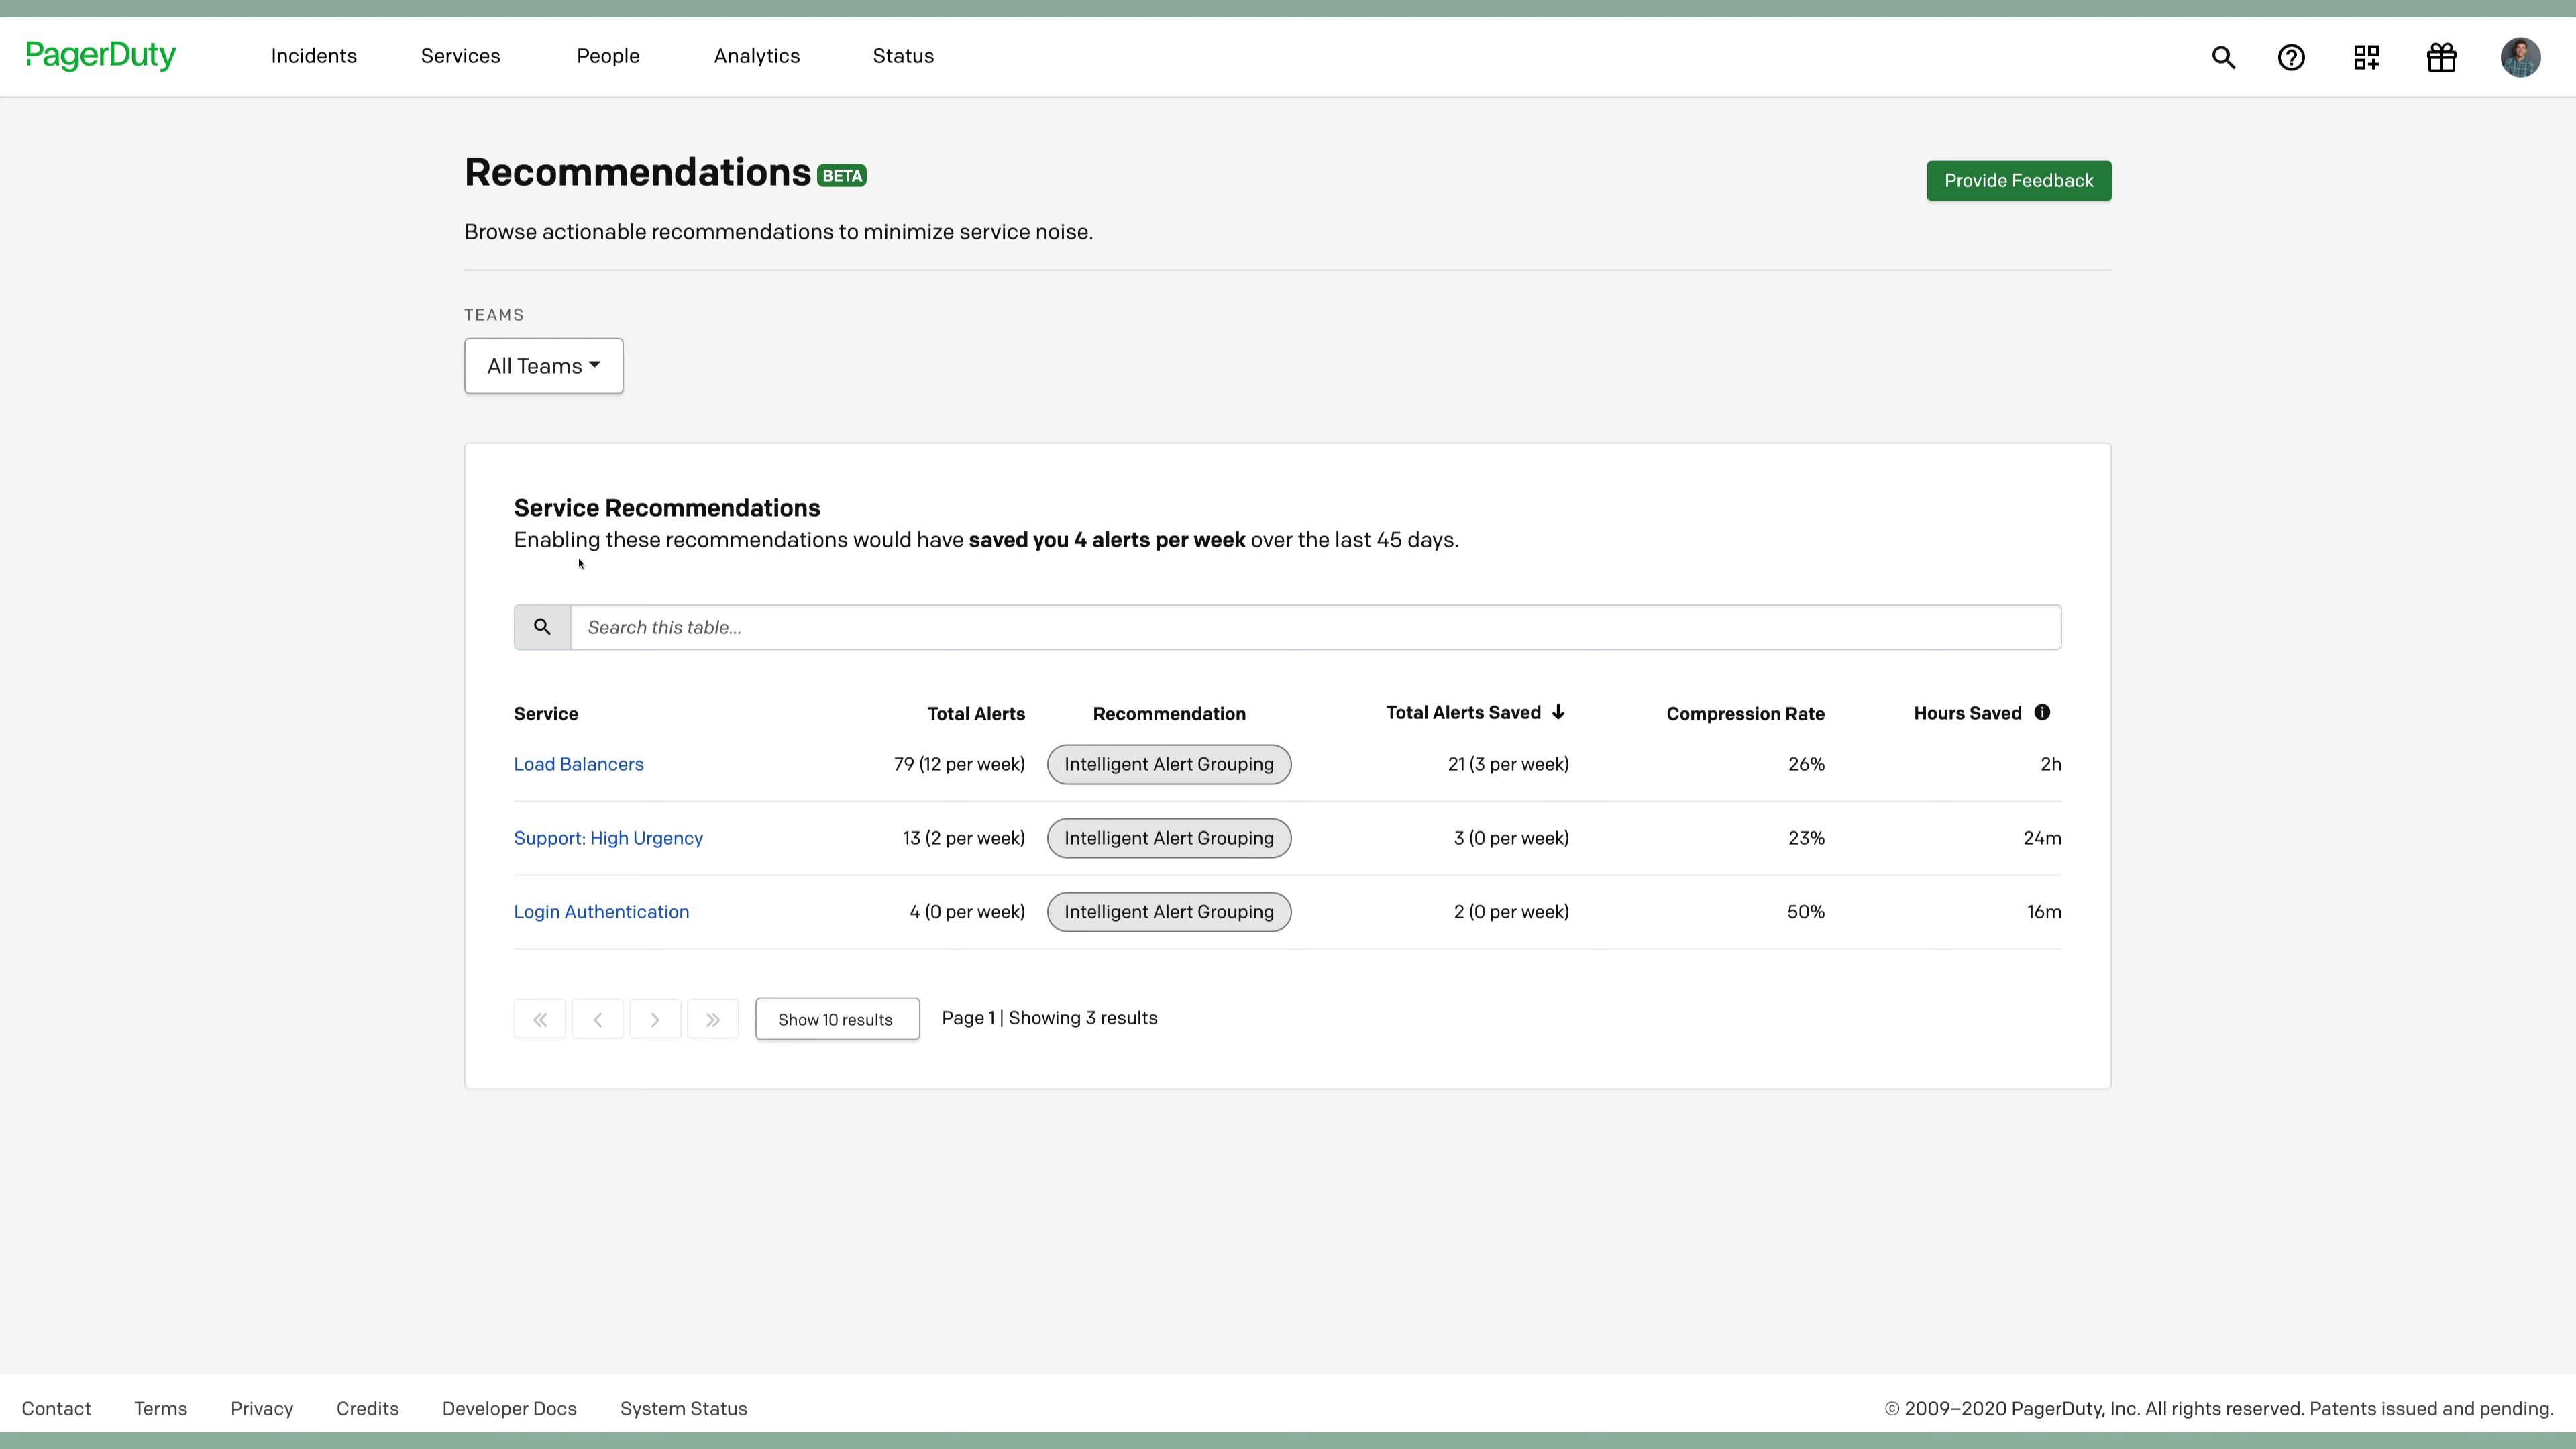 PagerDuty Incidents Services People Analytics Status
Recommendations BETA
Provide Feedback
Browse actionable recommendations to minimize service noise.
TEAMS
All Teams
Service Recommendations
Enabling these recommendations would have saved you 4 alerts per week over the last 45 days.
Search this table...
Service Total Alerts Recommendation Total Alerts Saved Compression Rate Hours Saved
Load Balancers 79 (12 per week) Intelligent Alert Grouping 21 (3 per week) 26% 2h
Support: High Urgency 13 (2 per week) Intelligent Alert Grouping 3 (0 per week) 23% 24m
Login Authentication 4 (0 per week) Intelligent Alert Grouping 2 (0 per week) 50% 16m
Show 10 results Page 1 | Showing 3 results
Contact Terms Privacy Credits Developer Docs System Status © 2009–2020 PagerDuty, Inc. All rights reserved. Patents issued and pending.